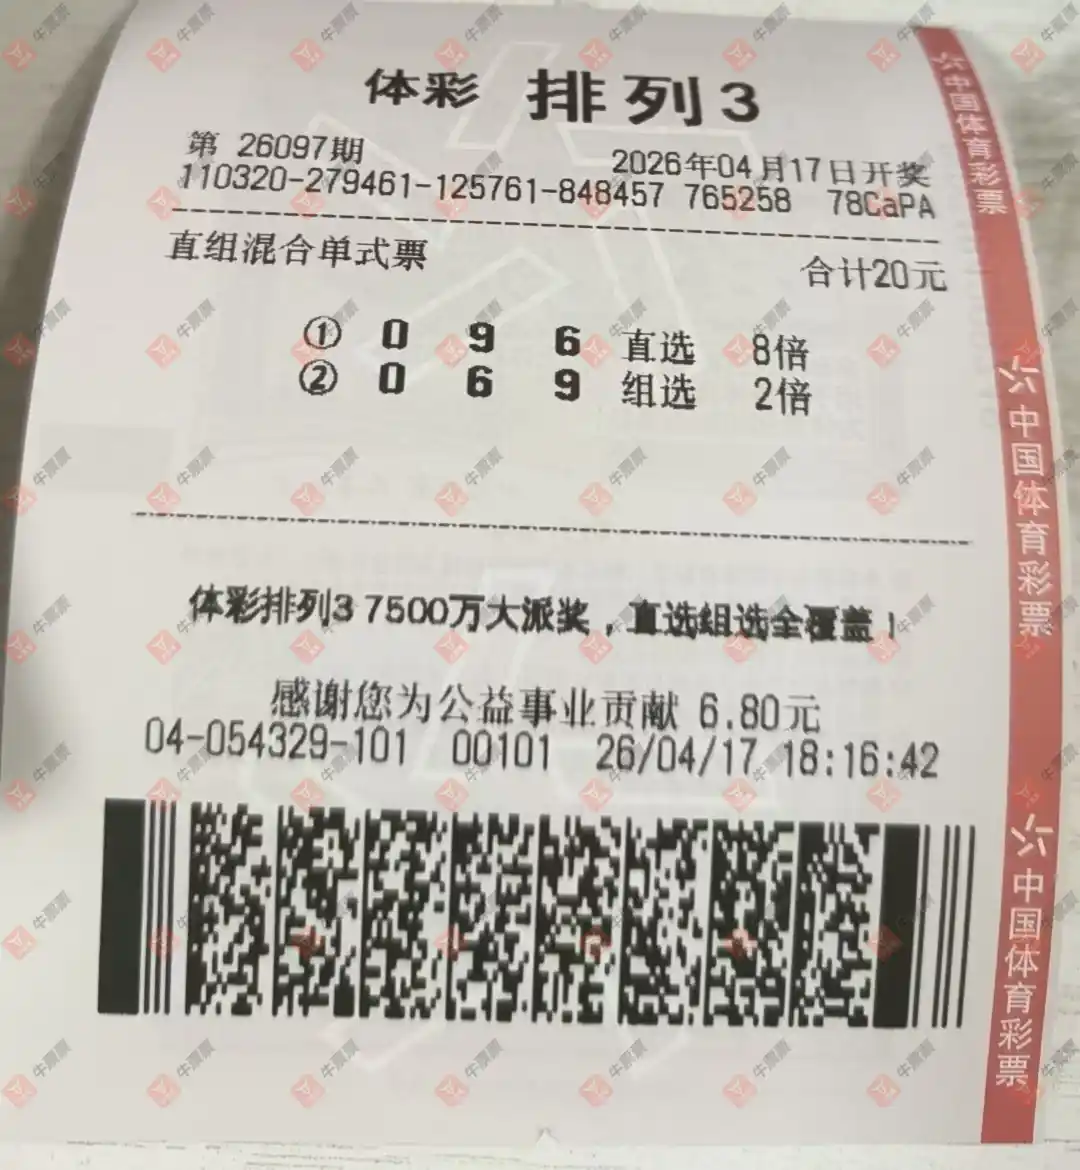 体彩 排列3
第 26097期 2026年04月17日开奖
110320-279461-125761-848457 765258 78CaPA
直组混合单式票 合计20元
① 0 9 6 直选 8倍
② 0 6 9 组选 2倍
体彩排列3 7500万大派奖，直选组选全覆盖！
感谢您为公益事业贡献 6.80元
04-054329-101 00101 26/04/17 18:16:42
中国体育彩票
中国体育彩票
中国体育彩票
牛票票